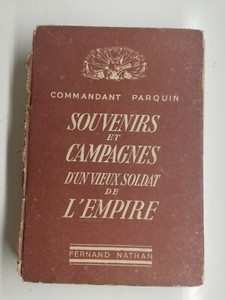 COMMANDANT PARQUIN
SOUVENIRS
ET
CAMPAGNES
D'UN VIEUX SOLDAT
DE
L'EMPIRE
FERNAND NATHAN